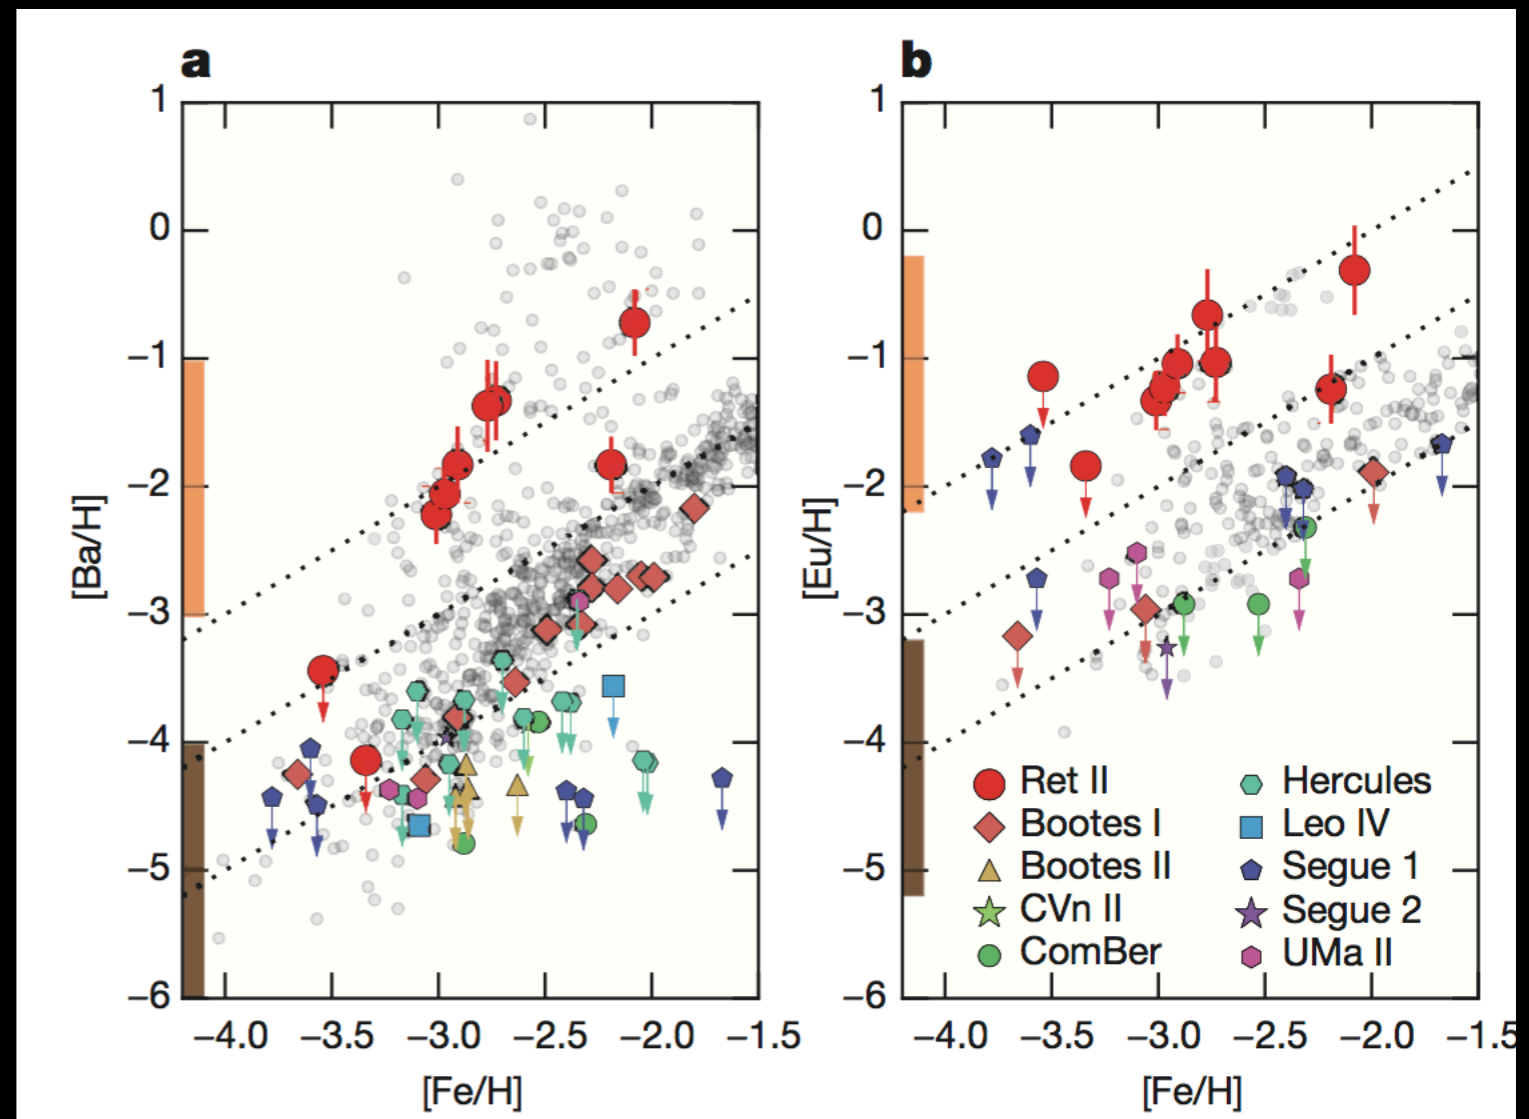 a
b
1
0
−1
−2
−3
−4
−5
−6
[Ba/H]
−4.0 −3.5 −3.0 −2.5 −2.0 −1.5
[Fe/H]
1
0
−1
−2
−3
−4
−5
−6
[Eu/H]
Ret II
Bootes I
Bootes II
CVn II
ComBer
Hercules
Leo IV
Segue 1
Segue 2
UMa II
−4.0 −3.5 −3.0 −2.5 −2.0 −1.5
[Fe/H]